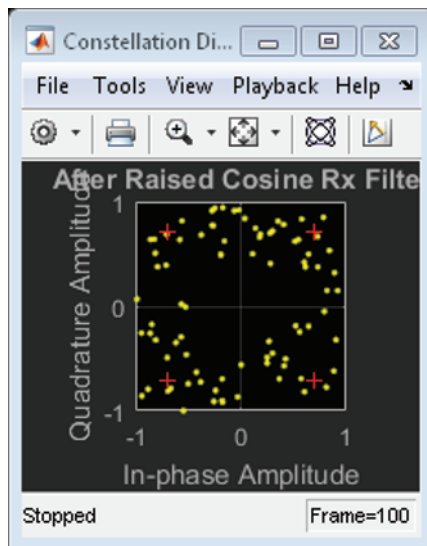 Constellation Di...
File Tools View Playback Help
After Raised Cosine Rx Filte
Quadrature Amplitude
1
0
-1
-1 0 1
In-phase Amplitude
Stopped Frame=100